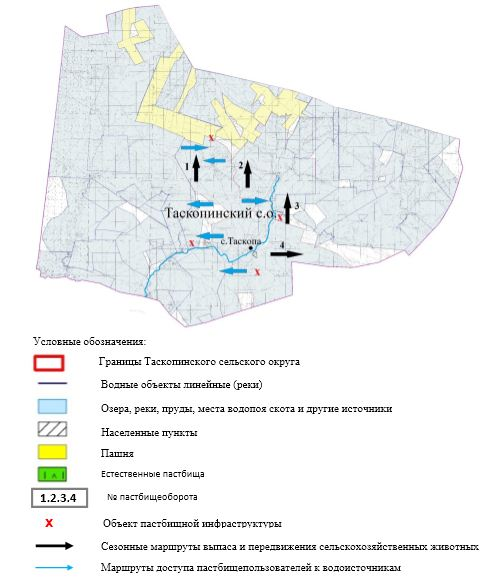 X
1
2
3
Таскопинский с.о.
X
X
с.Таскопа
4
X
Условные обозначения:
Границы Таскопинского сельского округа
Водные объекты линейные (реки)
Озера, реки, пруды, места водопоя скота и другие источники
Населенные пункты
Пашня
Естественные пастбища
1.2.3.4 № пастбищеоборота
X Объект пастбищной инфраструктуры
Сезонные маршруты выпаса и передвижения сельскохозяйственных животных
Маршруты доступа пастбищепользователей к водоисточникам